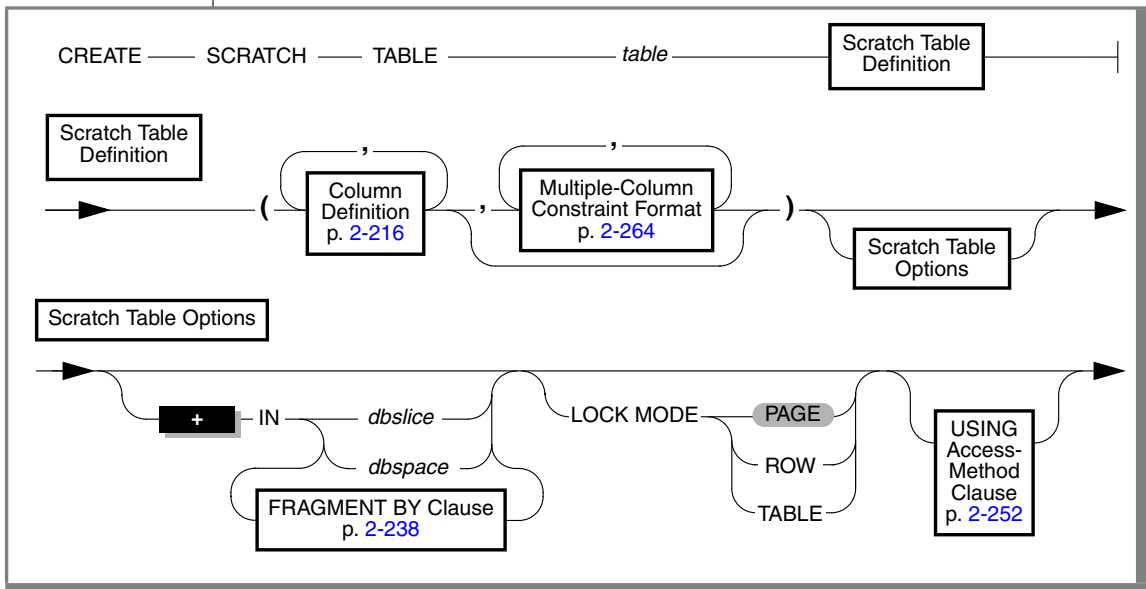 CREATE SCRATCH TABLE table Scratch Table Definition
Scratch Table Definition
( Column Definition p. 2-216 , , Multiple-Column Constraint Format p. 2-264 , ) Scratch Table Options
Scratch Table Options
+ IN dbslice
dbspace
FRAGMENT BY Clause
p. 2-238
LOCK MODE PAGE
ROW
TABLE
USING
Access-
Method
Clause
p. 2-252